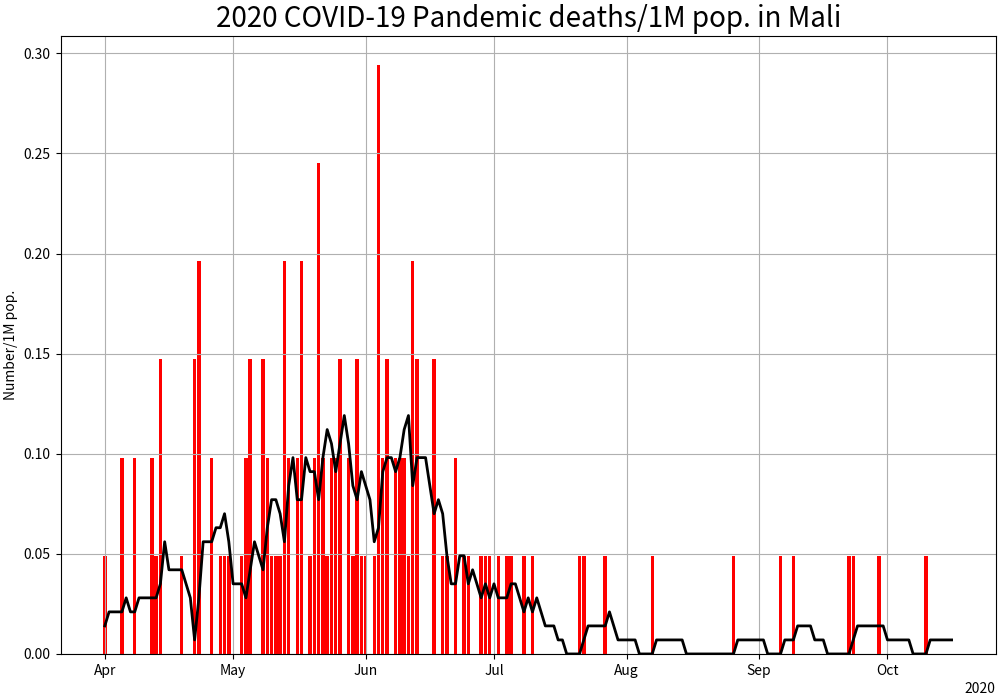 2020 COVID-19 Pandemic deaths/1M pop. in Mali
0.30
0.25
0.20
0.15
0.10
0.05
0.00
Number/1M pop.
Apr May Jun Jul Aug Sep Oct
2020